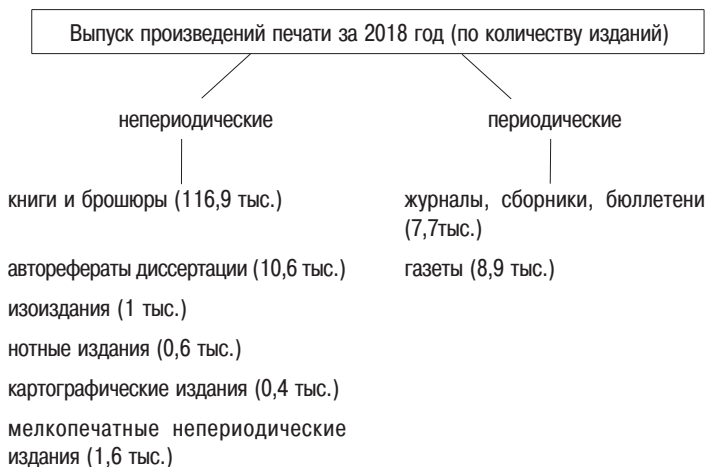 Выпуск произведений печати за 2018 год (по количеству изданий)
непериодические
периодические
книги и брошюры (116,9 тыс.)
авторефераты диссертации (10,6 тыс.)
изоиздания (1 тыс.)
нотные издания (0,6 тыс.)
картографические издания (0,4 тыс.)
мелкопечатные непериодические
издания (1,6 тыс.)
журналы, сборники, бюллетени
(7,7тыс.)
газеты (8,9 тыс.)